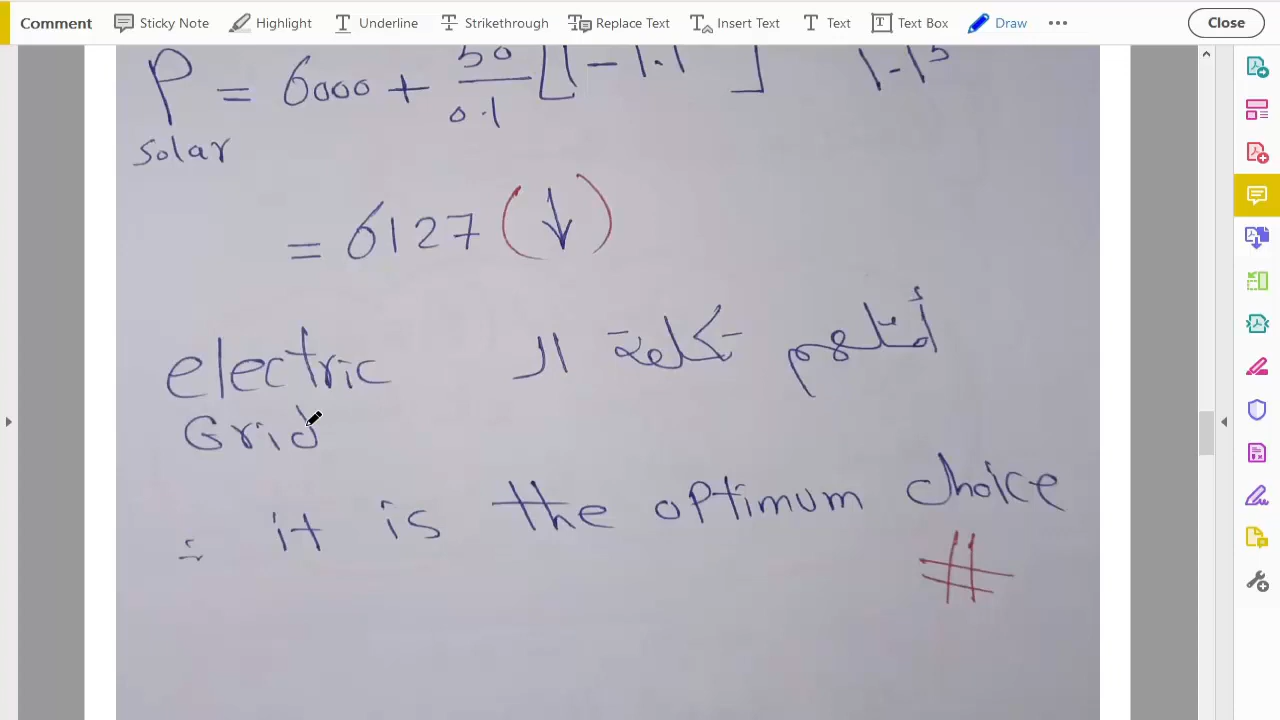 Comment Sticky Note Highlight Underline Strikethrough Replace Text Insert Text Text Text Box Draw Close
P = 6000 + 50/0.1 [1 - 1.1 ] 1.1⁵
solar
= 6127 (↓)
electric الـ تكلفة أقلهم
Grid
∴ it is the optimum choice
#